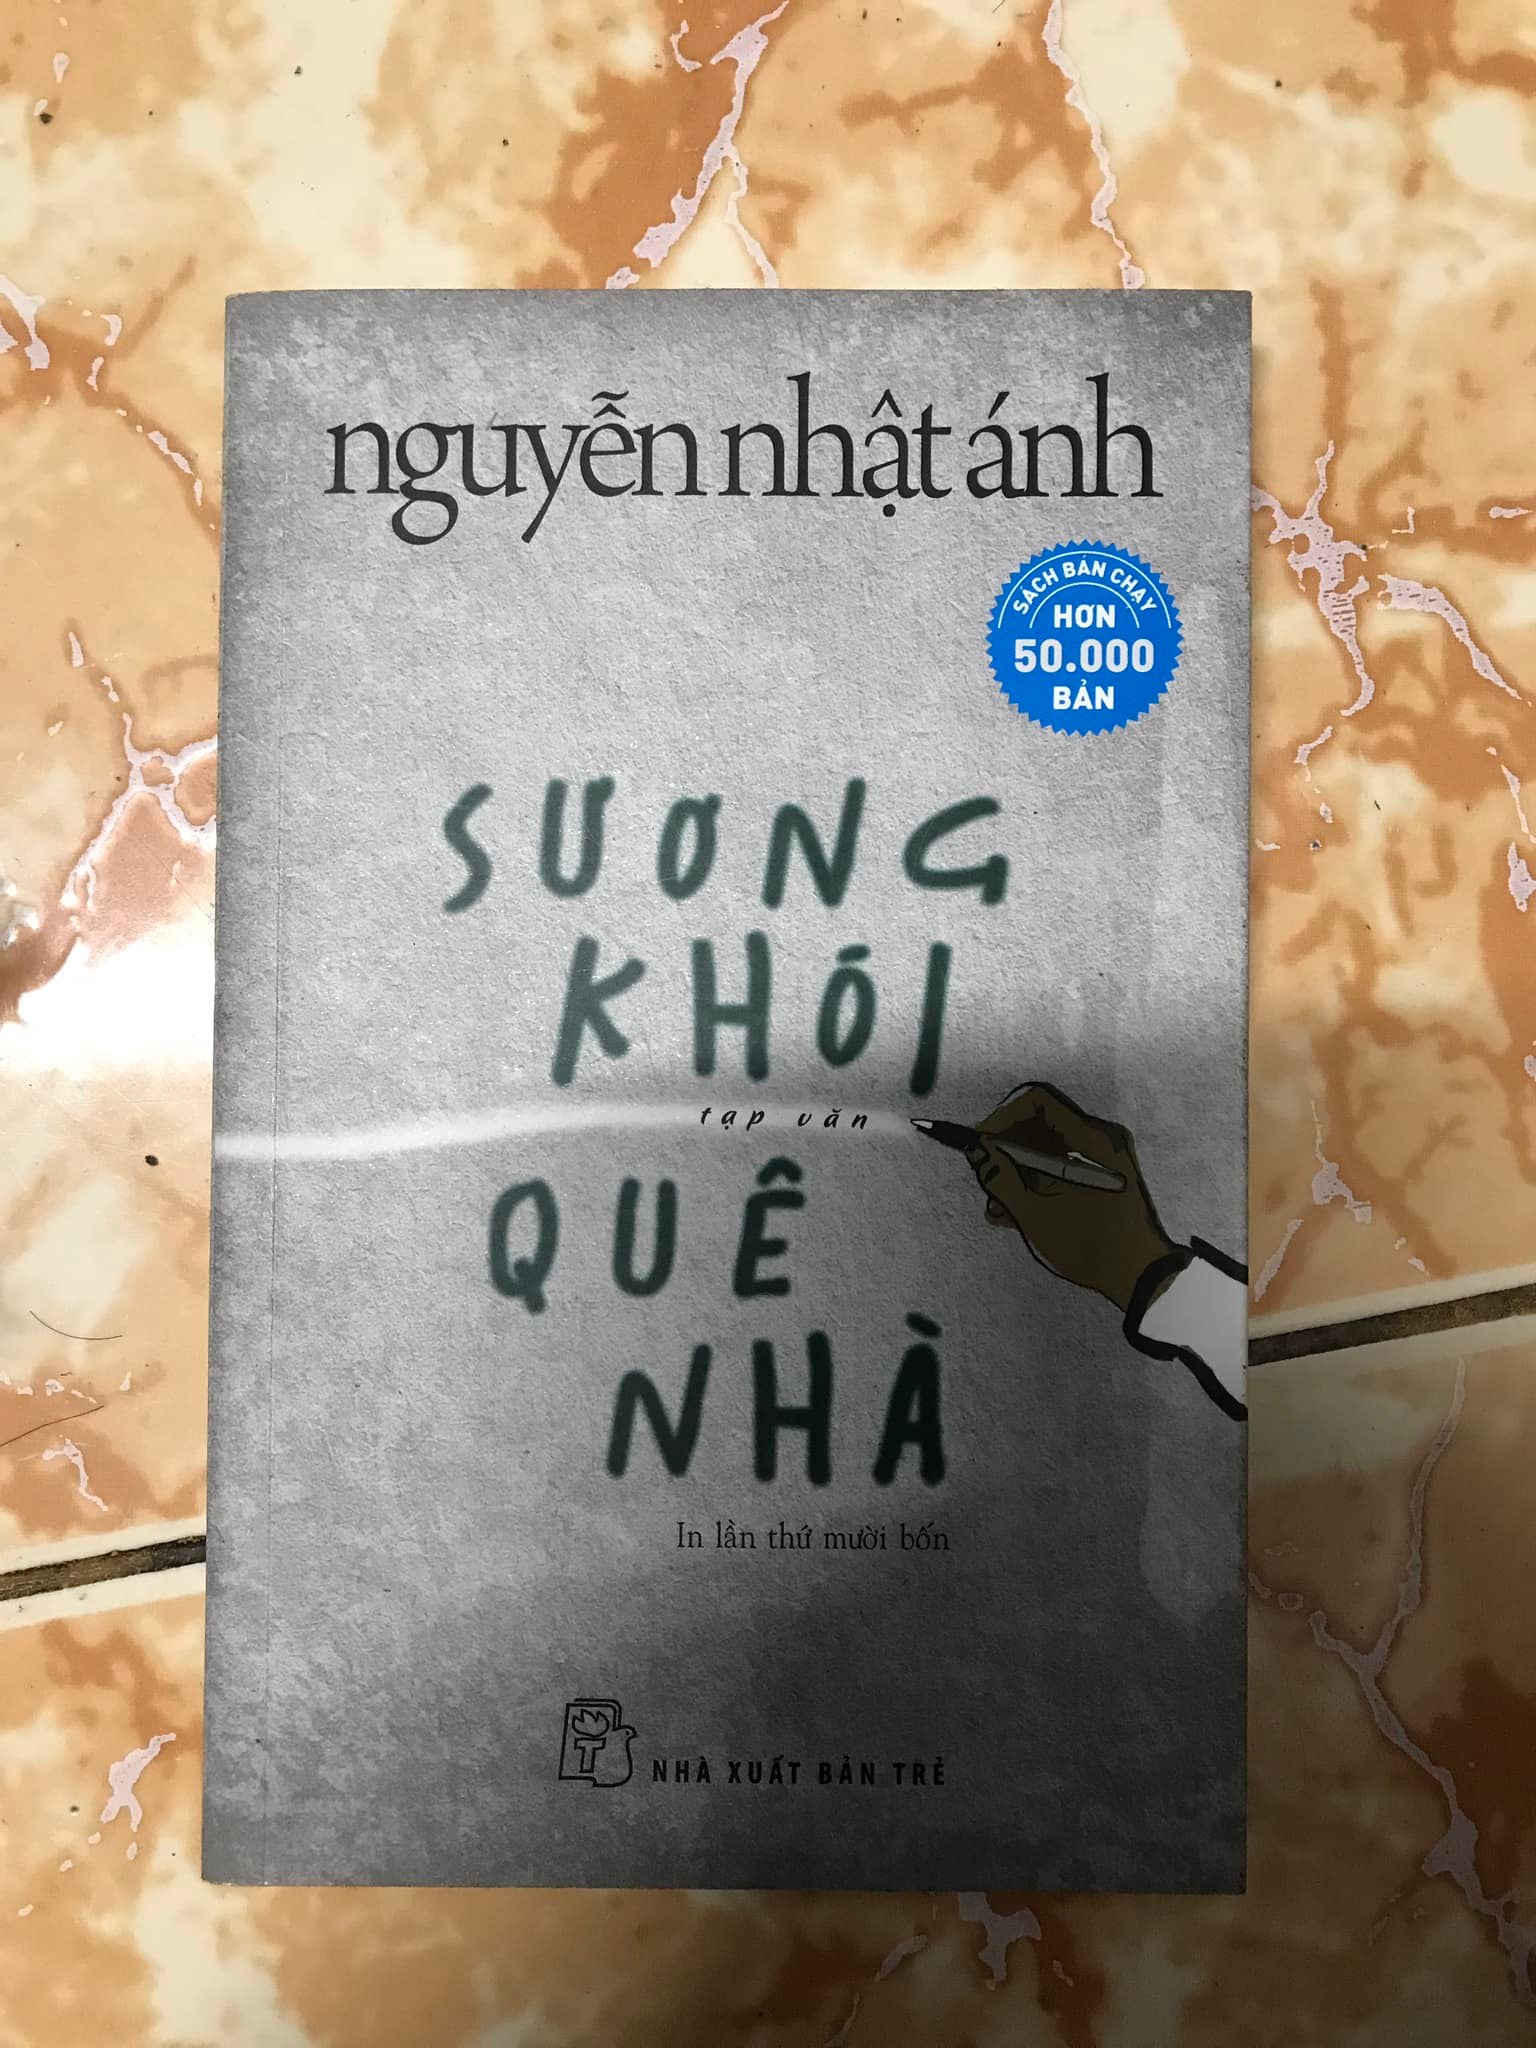 nguyễn nhật ánh
SÁCH BÁN CHẠY
HƠN
50.000
BẢN
SƯƠNG
KHÓI
tạp văn
QUÊ
NHÀ
In lần thứ mười bốn
T
NHÀ XUẤT BẢN TRẺ